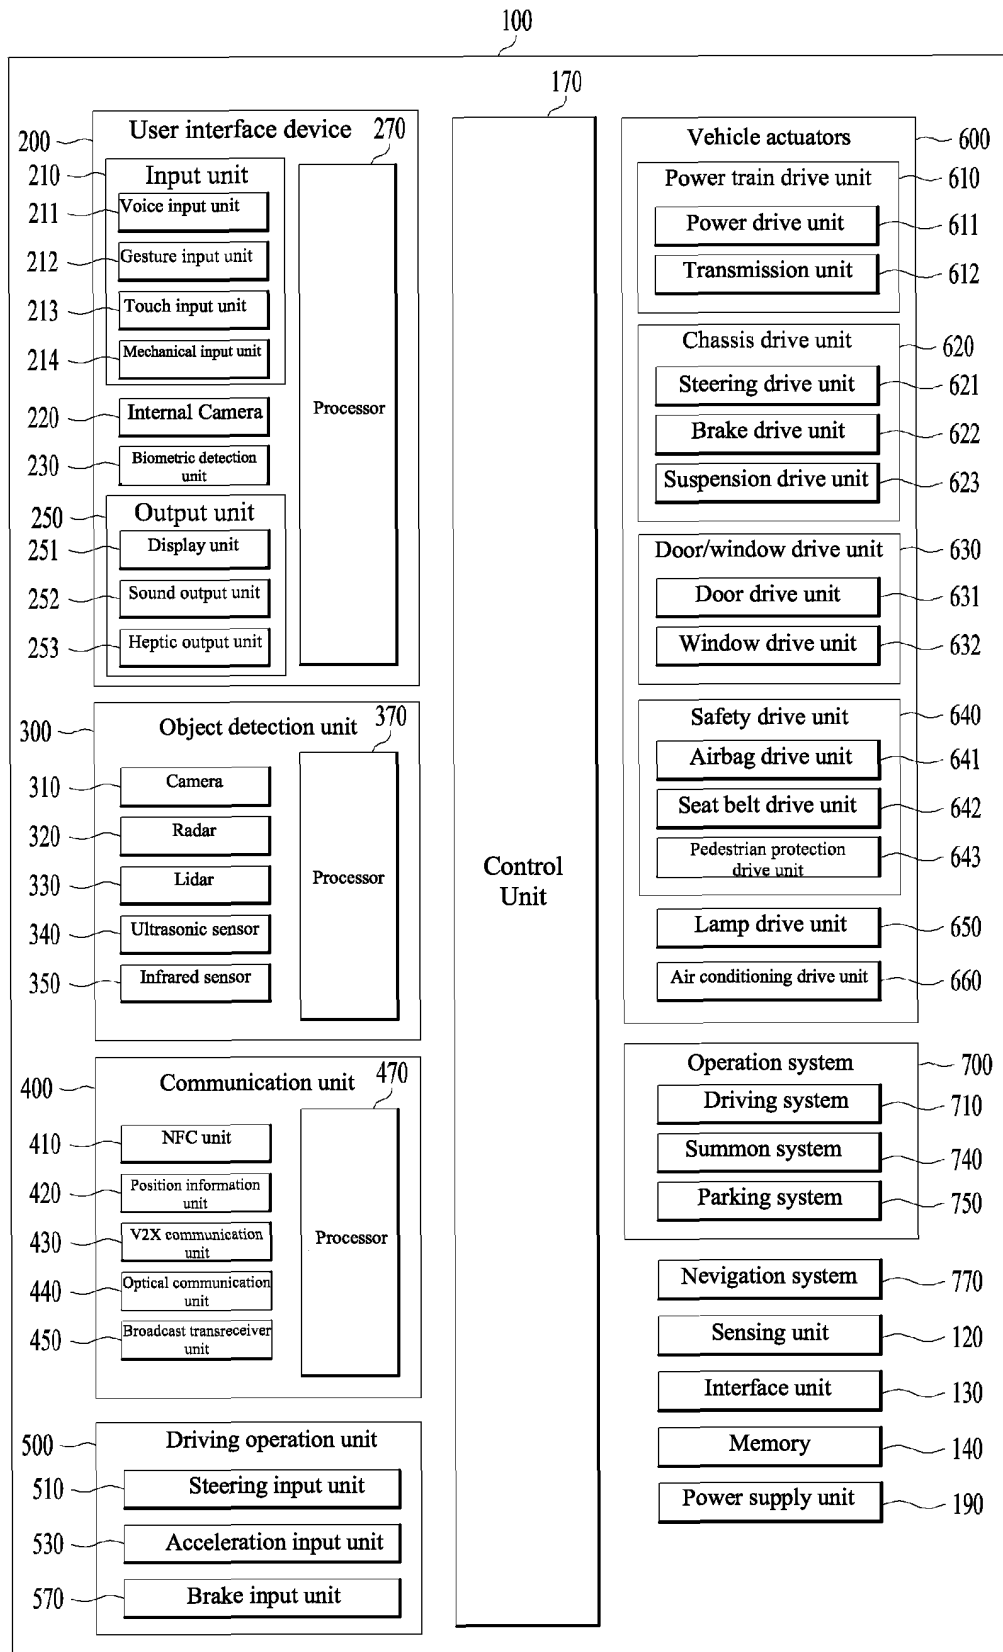 100
170
200
User interface device
270
210
Input unit
211
Voice input unit
212
Gesture input unit
213
Touch input unit
214
Mechanical input unit
220
Internal Camera
230
Biometric detection
unit
Processor
250
Output unit
251
Display unit
252
Sound output unit
253
Heptic output unit
300
Object detection unit
370
310
Camera
320
Radar
330
Lidar
Processor
340
Ultrasonic sensor
350
Infrared sensor
400
Communication unit
470
410
NFC unit
420
Position information
unit
430
V2X communication
unit
Processor
440
Optical communication
unit
450
Broadcast transreceiver
unit
500
Driving operation unit
510
Steering input unit
530
Acceleration input unit
570
Brake input unit
Control
Unit
Vehicle actuators
600
Power train drive unit
610
Power drive unit
611
Transmission unit
612
Chassis drive unit
620
Steering drive unit
621
Brake drive unit
622
Suspension drive unit
623
Door/window drive unit
630
Door drive unit
631
Window drive unit
632
Safety drive unit
640
Airbag drive unit
641
Seat belt drive unit
642
Pedestrian protection
drive unit
643
Lamp drive unit
650
Air conditioning drive unit
660
Operation system
700
Driving system
710
Summon system
740
Parking system
750
Nevigation system
770
Sensing unit
120
Interface unit
130
Memory
140
Power supply unit
190